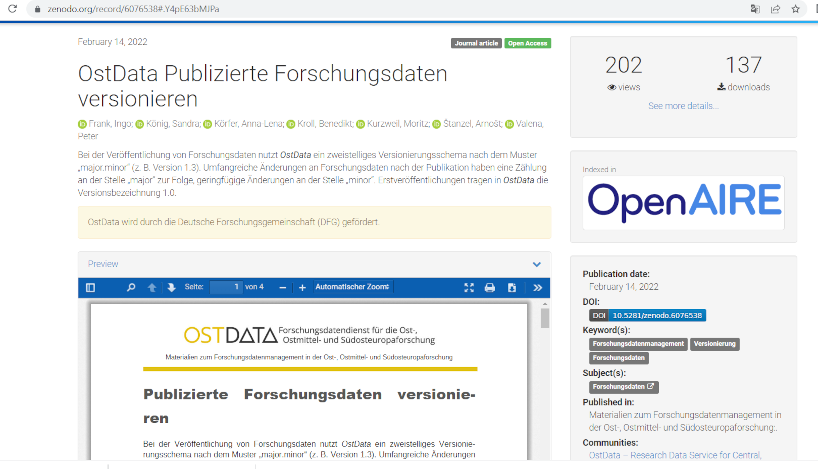 zenodo.org/record/6076538#.Y4pE63bMJPa
February 14, 2022
Journal article Open Access
OstData Publizierte Forschungsdaten
versionieren
Frank, Ingo; König, Sandra; Körfer, Anna-Lena; Kroll, Benedikt; Kurzweil, Moritz; Stanzel, Arnošt; Valena,
Peter
Bei der Veröffentlichung von Forschungsdaten nutzt OstData ein zweistelliges Versionierungsschema nach dem Muster
„major.minor“ (z. B. Version 1.3). Umfangreiche Änderungen an Forschungsdaten nach der Publikation haben eine Zählung
an der Stelle „major“ zur Folge, geringfügige Änderungen an der Stelle „minor“. Erstveröffentlichungen tragen in OstData die
Versionsbezeichnung 1.0.
OstData wird durch die Deutsche Forschungsgemeinschaft (DFG) gefördert.
Preview
Seite: 1 von 4 Automatischer Zoom
OSTDATA Forschungsdatendienst für die Ost-,
Ostmittel- und Südosteuropaforschung
Materialien zum Forschungsdatenmanagement in der Ost-, Ostmittel- und Südosteuropaforschung
Publizierte Forschungsdaten versionie-
ren
Bei der Veröffentlichung von Forschungsdaten nutzt OstData ein zweistelliges Versionie-
rungsschema nach dem Muster „major.minor“ (z. B. Version 1.3). Umfangreiche Änderungen
202
137
views
downloads
See more details...
Indexed in
OpenAIRE
Publication date:
February 14, 2022
DOI:
DOI 10.5281/zenodo.6076538
Keyword(s):
Forschungsdatenmanagement Versionierung
Forschungsdaten
Subject(s):
Forschungsdaten
Published in:
Materialien zum Forschungsdatenmanagement in
der Ost-, Ostmittel- und Südosteuropaforschung:.
Communities:
OstData – Research Data Service for Central,